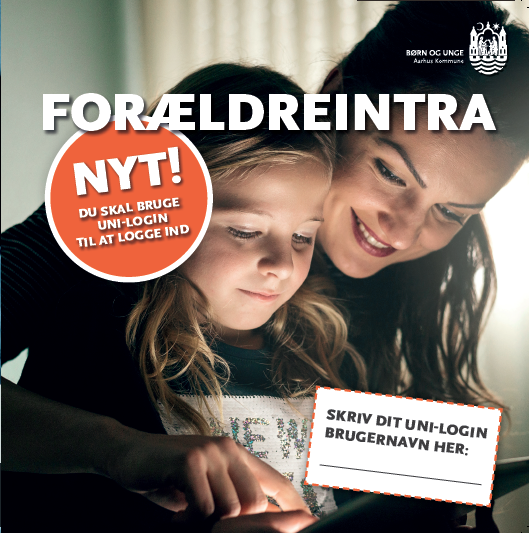 BØRN OG UNGE
Aarhus Kommune
FORÆLDREINTRA
NYT!
DU SKAL BRUGE
UNI-LOGIN
TIL AT LOGGE IND
SKRIV DIT UNI-LOGIN
BRUGERNAVN HER: